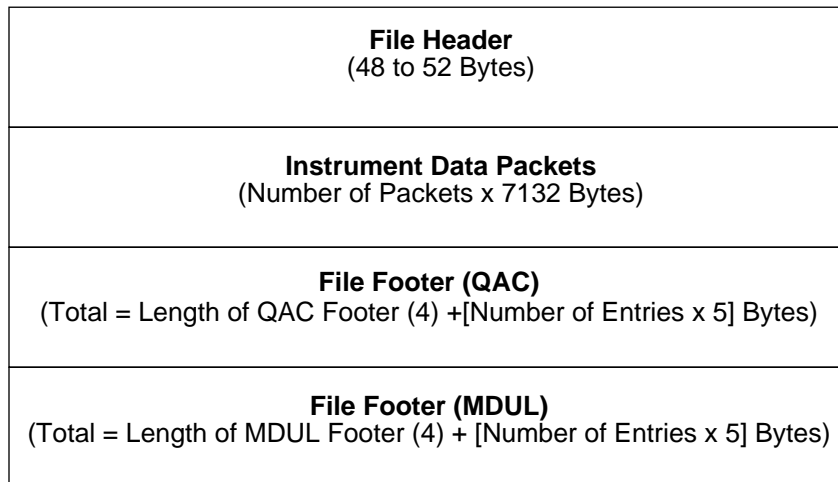 File Header
(48 to 52 Bytes)
Instrument Data Packets
(Number of Packets x 7132 Bytes)
File Footer (QAC)
(Total = Length of QAC Footer (4) +[Number of Entries x 5] Bytes)
File Footer (MDUL)
(Total = Length of MDUL Footer (4) + [Number of Entries x 5] Bytes)